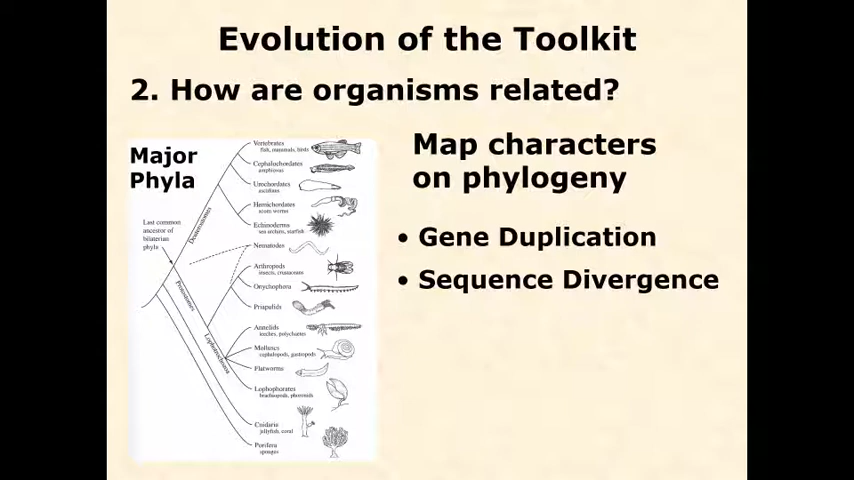 Evolution of the Toolkit
2. How are organisms related?
Major
Phyla
Map characters
on phylogeny
• Gene Duplication
• Sequence Divergence
Vertebrates
fish, mammals, birds
Cephalochordates
amphioxus
Urochordates
ascidians
Hemichordates
acorn worms
Echinoderms
sea urchins, starfish
Nematodes
Arthropods
insects, crustaceans
Onychophora
Priapulids
Annelids
leeches, polychaetes
Molluscs
cephalopods, gastropods
Flatworms
Lophophorates
brachiopods, phoronids
Cnidaria
jellyfish, coral
Porifera
sponges
Last common
ancestor of
bilaterian
phyla
Deuterostomes
Protostomes
Lophotrochozoa